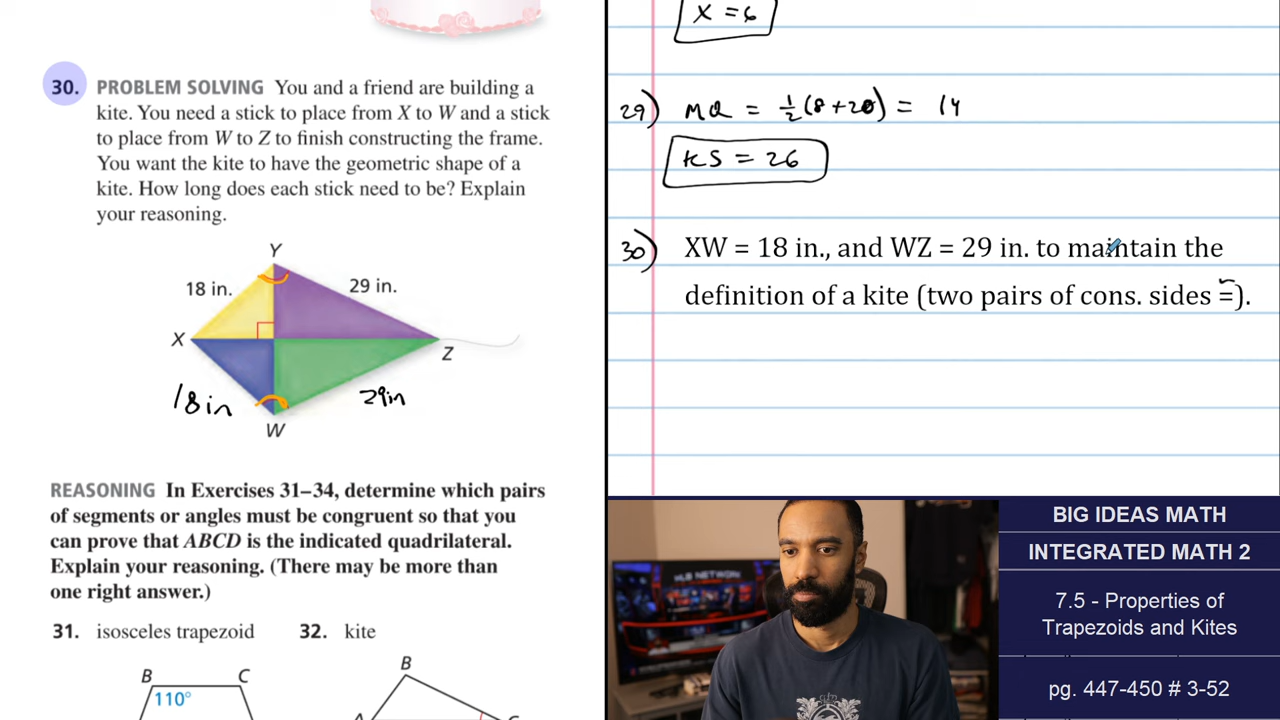 X = 6
30. PROBLEM SOLVING You and a friend are building a
kite. You need a stick to place from X to W and a stick
to place from W to Z to finish constructing the frame.
You want the kite to have the geometric shape of a
kite. How long does each stick need to be? Explain
your reasoning.
Y
18 in.
29 in.
X
Z
18in
29in
W
REASONING In Exercises 31–34, determine which pairs
of segments or angles must be congruent so that you
can prove that ABCD is the indicated quadrilateral.
Explain your reasoning. (There may be more than
one right answer.)
31. isosceles trapezoid
32. kite
B
C
110°
B
29) MQ = ½(8+20) = 14
KS = 26
30) XW = 18 in., and WZ = 29 in. to maintain the
definition of a kite (two pairs of cons. sides ≅).
BIG IDEAS MATH
INTEGRATED MATH 2
7.5 - Properties of
Trapezoids and Kites
pg. 447-450 # 3-52